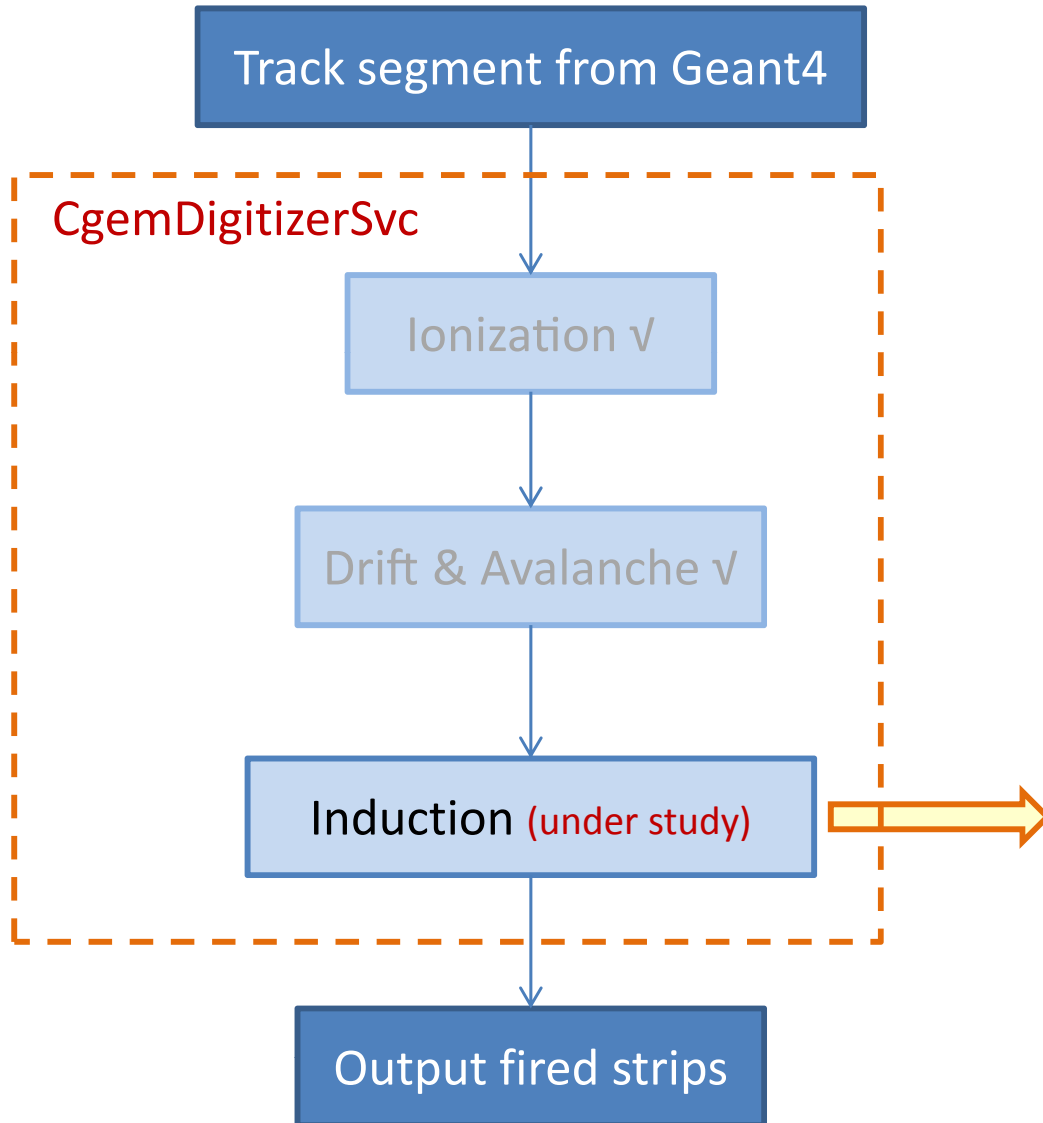 Track segment from Geant4
CgemDigitizerSvc
Ionization √
Drift & Avalanche √
Induction (under study)
Output fired strips